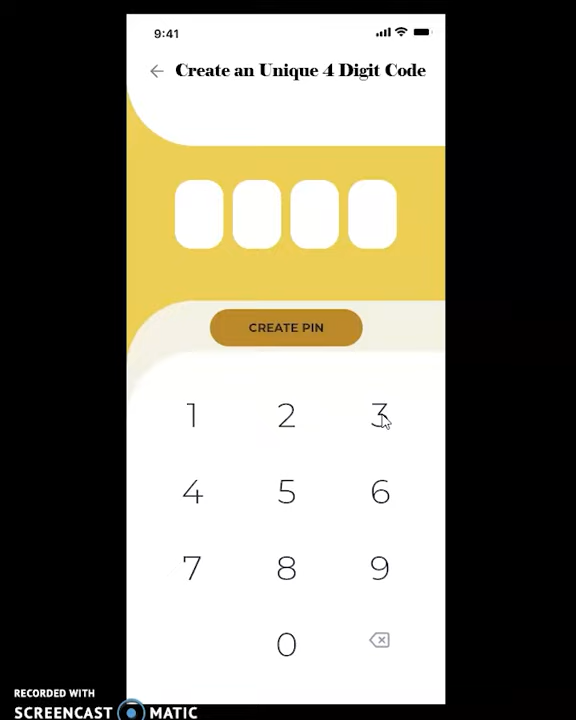 9:41
Create an Unique 4 Digit Code
CREATE PIN
1 2 3
4 5 6
7 8 9
0
RECORDED WITH
SCREENCAST MATIC